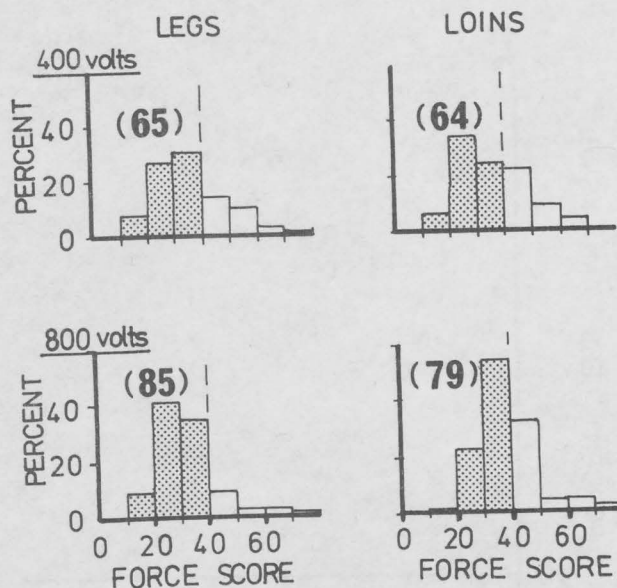 LEGS LOINS
400 volts
PERCENT
40
20
0
(65)
(64)
800 volts
PERCENT
40
20
0
(85)
(79)
0 20 40 60
FORCE SCORE
0 20 40 60
FORCE SCORE